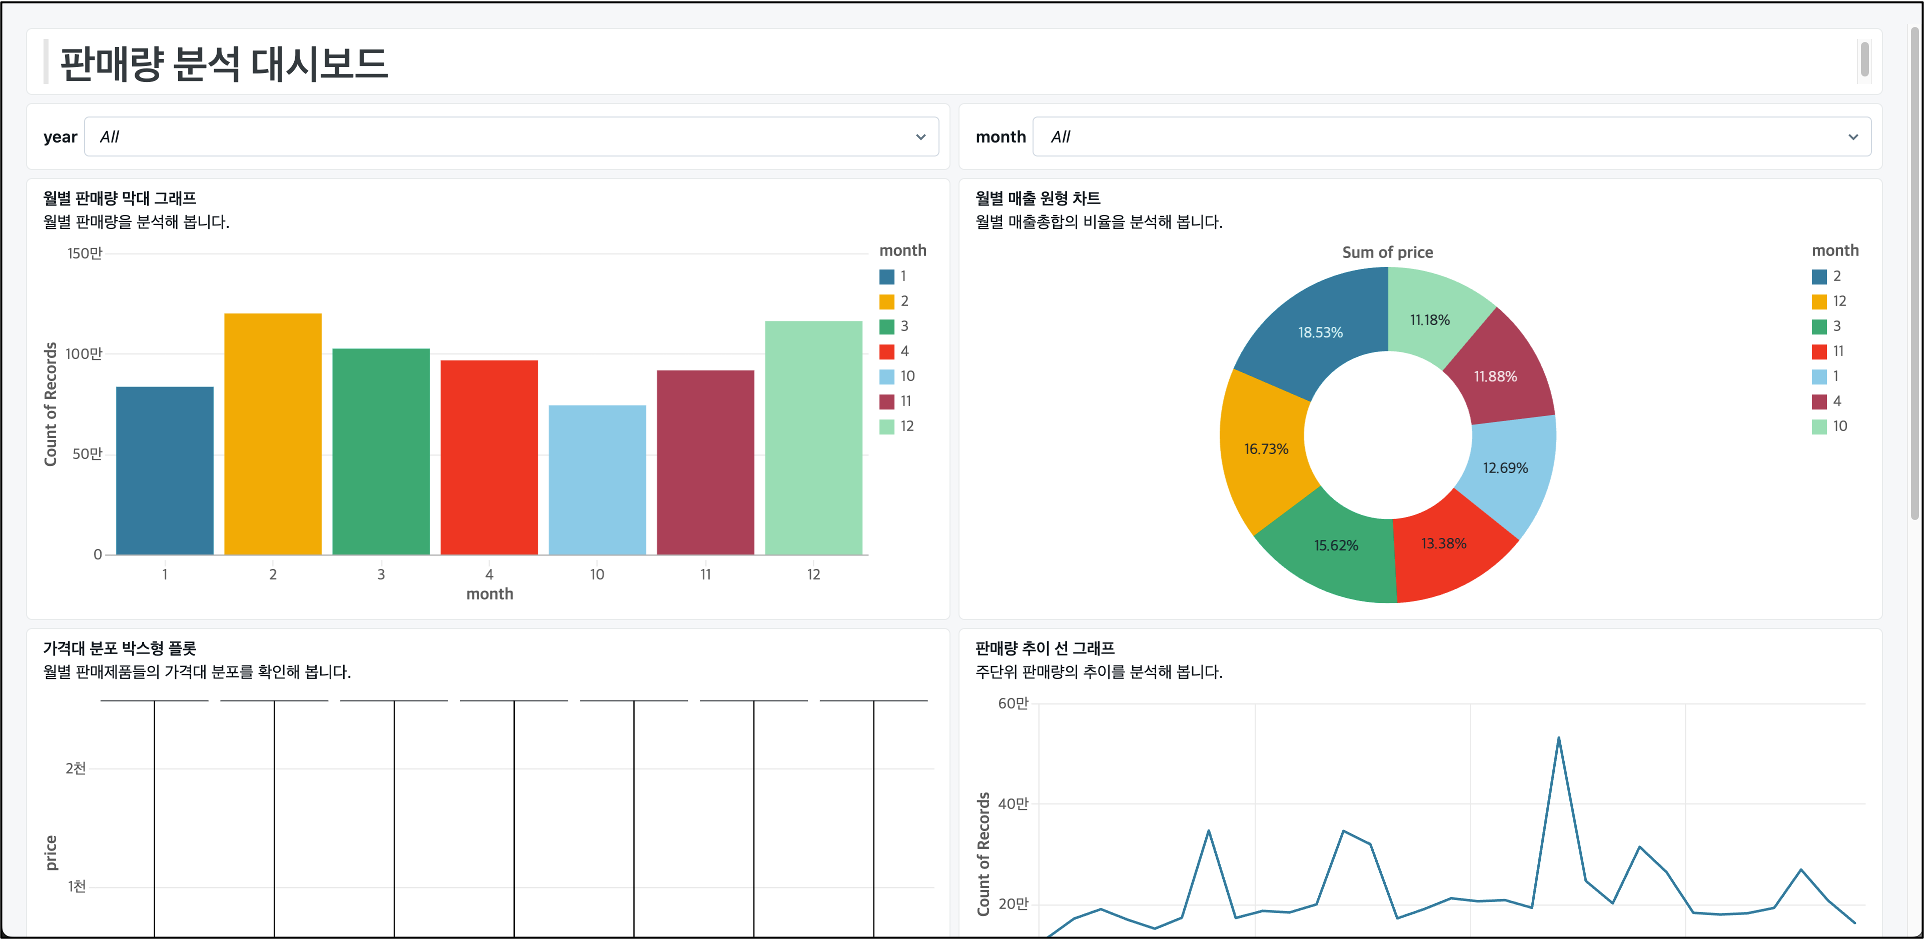 판매량 분석 대시보드
year All
month All
월별 판매량 막대 그래프
월별 판매량을 분석해 봅니다.
150만
100만
50만
0
Count of Records
1 2 3 4 10 11 12
month
month
1
2
3
4
10
11
12
월별 매출 원형 차트
월별 매출총합의 비율을 분석해 봅니다.
Sum of price
11.18%
11.88%
12.69%
13.38%
15.62%
16.73%
18.53%
month
2
12
3
11
1
4
10
가격대 분포 박스형 플롯
월별 판매제품들의 가격대 분포를 확인해 봅니다.
2천
1천
price
판매량 추이 선 그래프
주단위 판매량의 추이를 분석해 봅니다.
60만
40만
20만
Count of Records